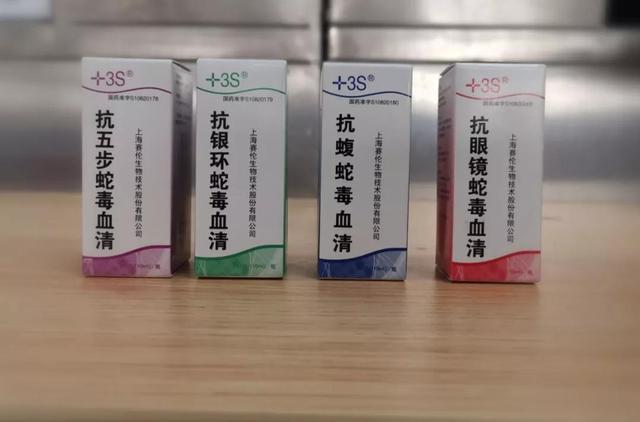 +3S®
国药准字S10820178
抗五步蛇毒血清
上海赛伦生物技术股份有限公司
+3S®
国药准字S10820179
抗银环蛇毒血清
上海赛伦生物技术股份有限公司
+3S®
国药准字S10820180
抗蝮蛇毒血清
上海赛伦生物技术股份有限公司
+3S®
抗眼镜蛇毒血清
上海赛伦生物技术股份有限公司